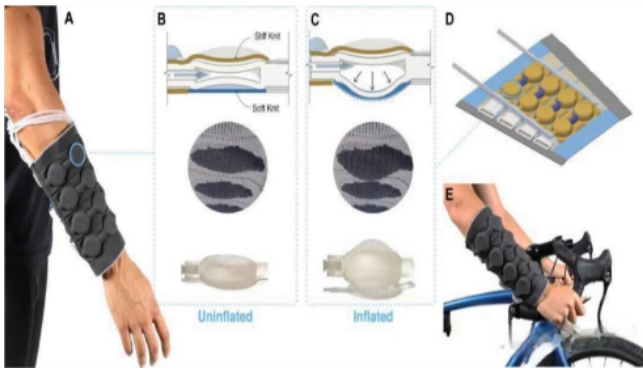 A
B
Stiff Knit
Soft Knit
Uninflated
C
Inflated
D
E